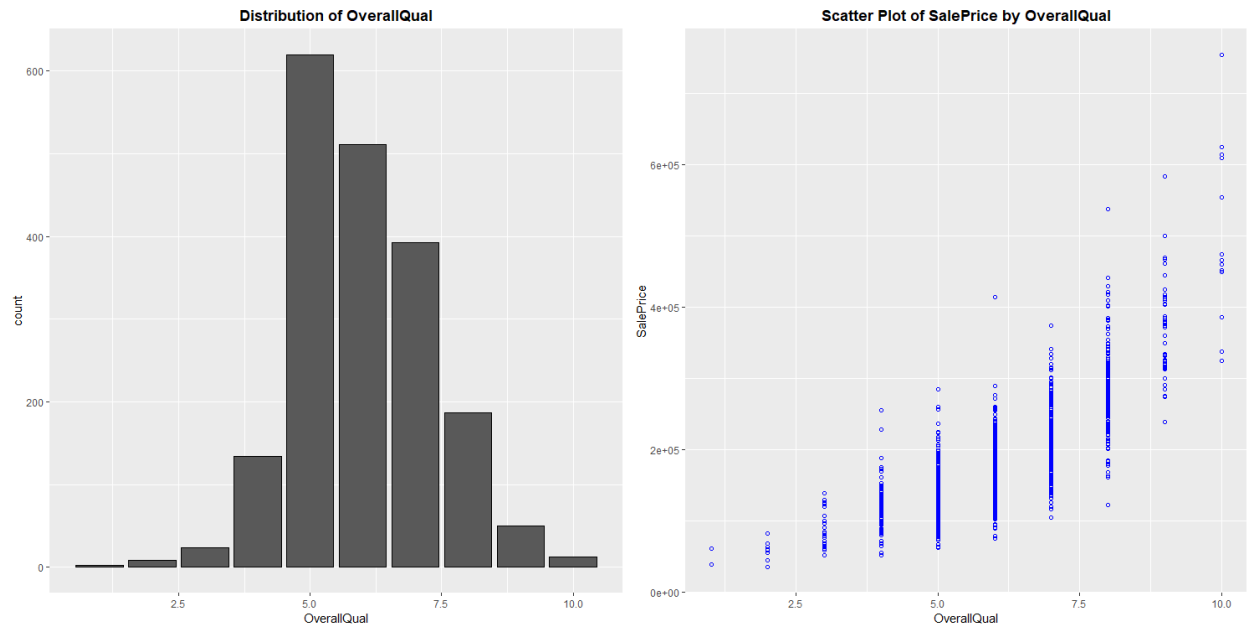 Distribution of OverallQual
count
600
400
200
0
2.5
5.0
7.5
10.0
OverallQual
Scatter Plot of SalePrice by OverallQual
SalePrice
6e+05
4e+05
2e+05
0e+00
2.5
5.0
7.5
10.0
OverallQual